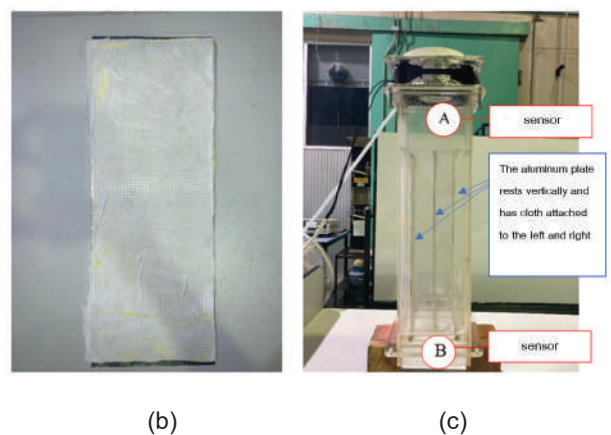 A
sensor
The aluminum plate
rests vertically and
has cloth attached
to the left and right
B
sensor
(b)
(c)